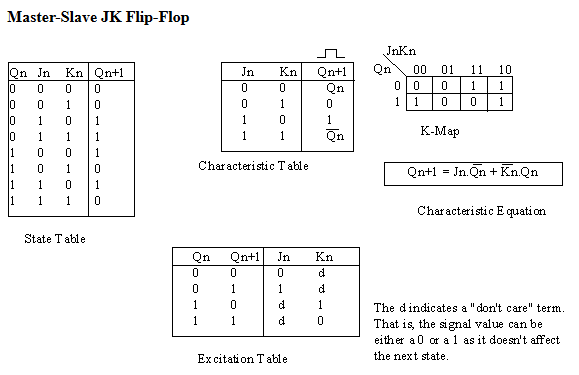 Master-Slave JK Flip-Flop
Qn Jn Kn Qn+1
0 0 0 0
0 0 1 0
0 1 0 1
0 1 1 1
1 0 0 1
1 0 1 0
1 1 0 1
1 1 1 0
State Table
Jn Kn Qn+1
0 0 Qn
0 1 0
1 0 1
1 1 Q̅n
Characteristic Table
JnKn
Qn 00 01 11 10
0 0 0 1 1
1 1 0 0 1
K-Map
Qn+1 = Jn.Q̅n + K̅n.Qn
Characteristic Equation
Qn Qn+1 Jn Kn
0 0 0 d
0 1 1 d
1 0 d 1
1 1 d 0
Excitation Table
The d indicates a "don't care" term.
That is, the signal value can be
either a 0 or a 1 as it doesn't affect
the next state.